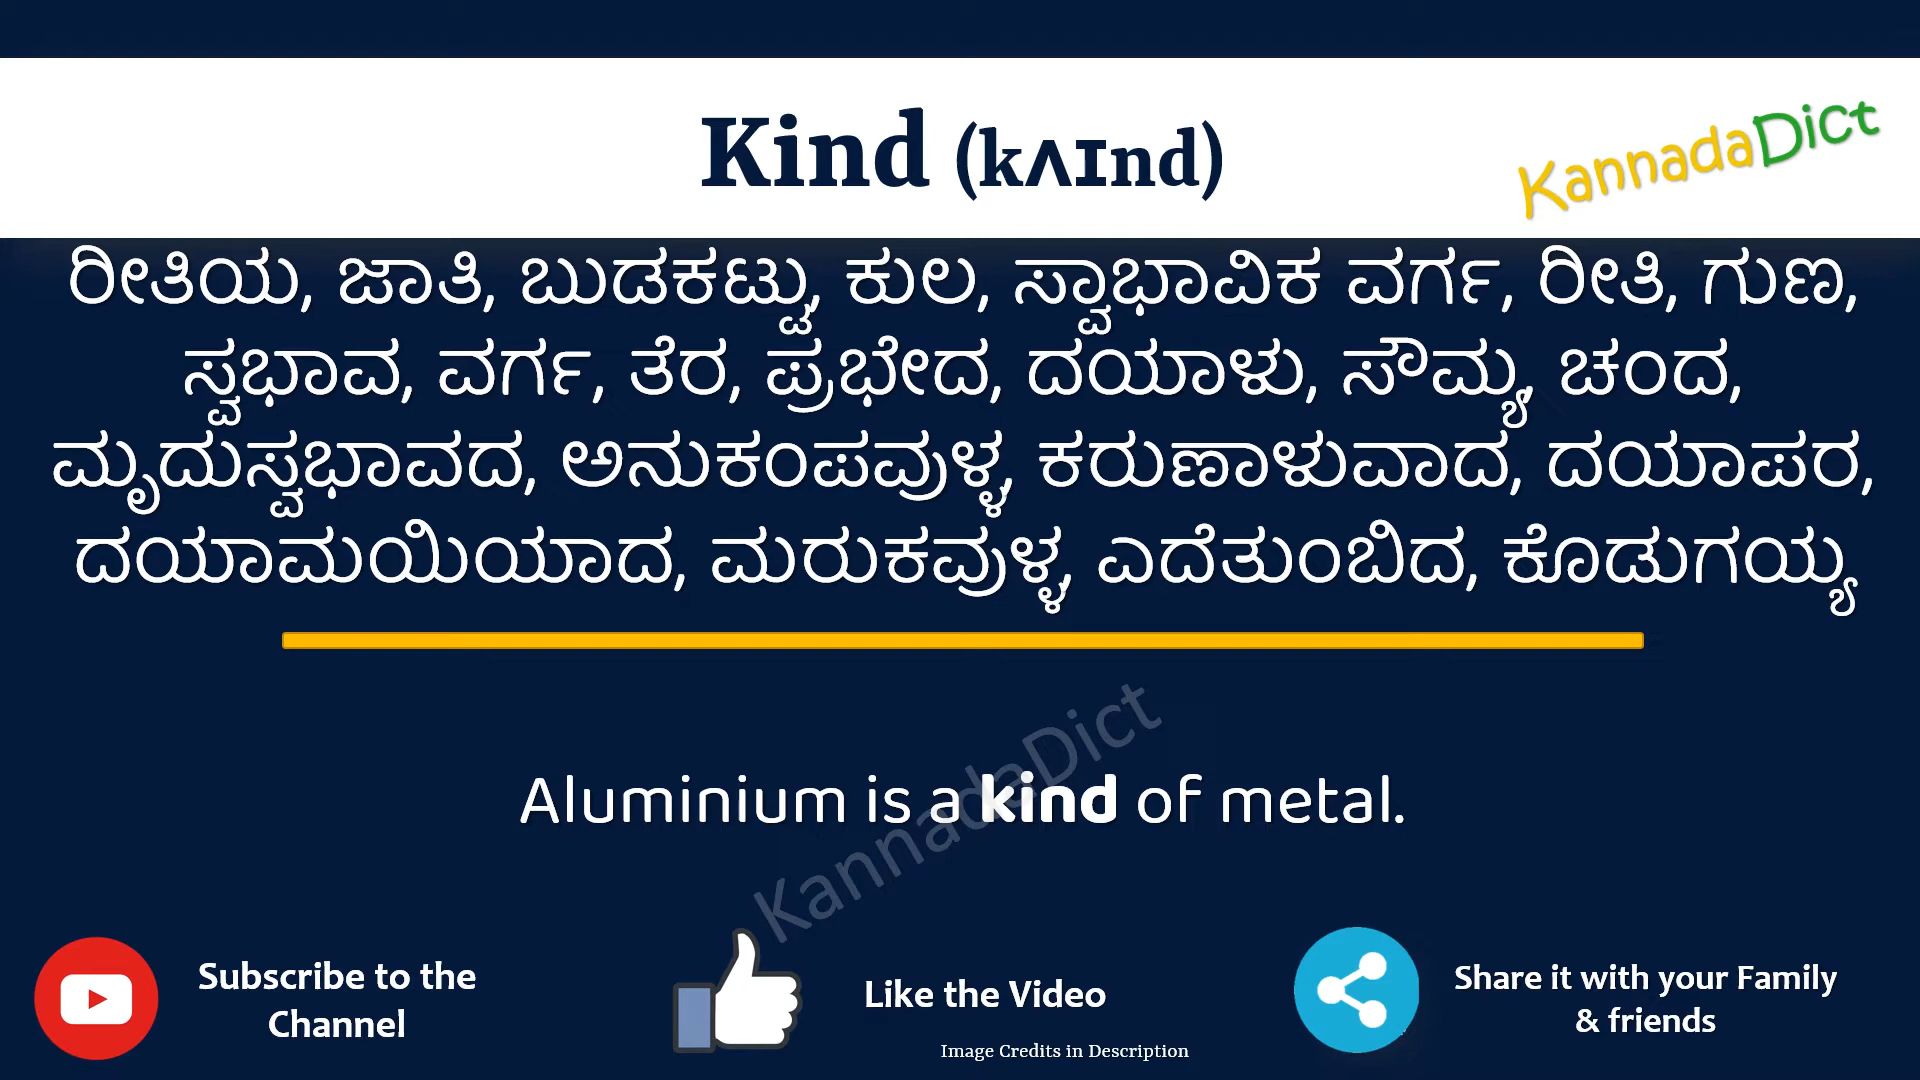 Kind (kʌɪnd)
KannadaDict
ರೀತಿಯ, ಜಾತಿ, ಬುಡಕಟ್ಟು, ಕುಲ, ಸ್ವಾಭಾವಿಕ ವರ್ಗ, ರೀತಿ, ಗುಣ,
ಸ್ವಭಾವ, ವರ್ಗ, ತೆರ, ಪ್ರಭೇದ, ದಯಾಳು, ಸೌಮ್ಯ, ಚಂದ,
ಮೃದುಸ್ವಭಾವದ, ಅನುಕಂಪವುಳ್ಳ, ಕರುಣಾಳುವಾದ, ದಯಾಪರ,
ದಯಾಮಯಿಯಾದ, ಮರುಕವುಳ್ಳ, ಎದೆತುಂಬಿದ, ಕೊಡುಗಯ್ಯ
KannadaDict
Aluminium is a kind of metal.
Subscribe to the
Channel
Like the Video
Share it with your Family
& friends
Image Credits in Description